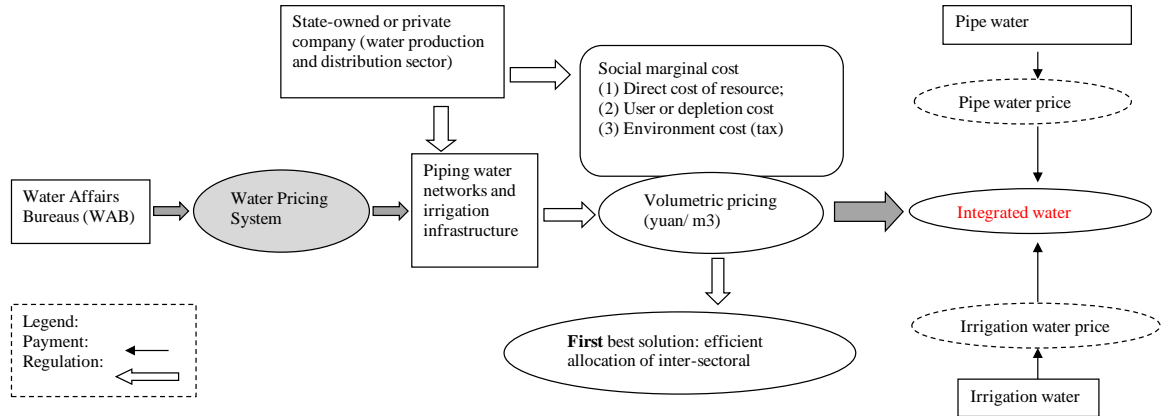 State-owned or private
company (water production
and distribution sector)
Social marginal cost
(1) Direct cost of resource;
(2) User or depletion cost
(3) Environment cost (tax)
Pipe water
Pipe water price
Water Affairs
Bureaus (WAB)
Water Pricing
System
Piping water
networks and
irrigation
infrastructure
Volumetric pricing
(yuan/ m3)
Integrated water
Legend:
Payment:
Regulation:
First best solution: efficient
allocation of inter-sectoral
Irrigation water price
Irrigation water